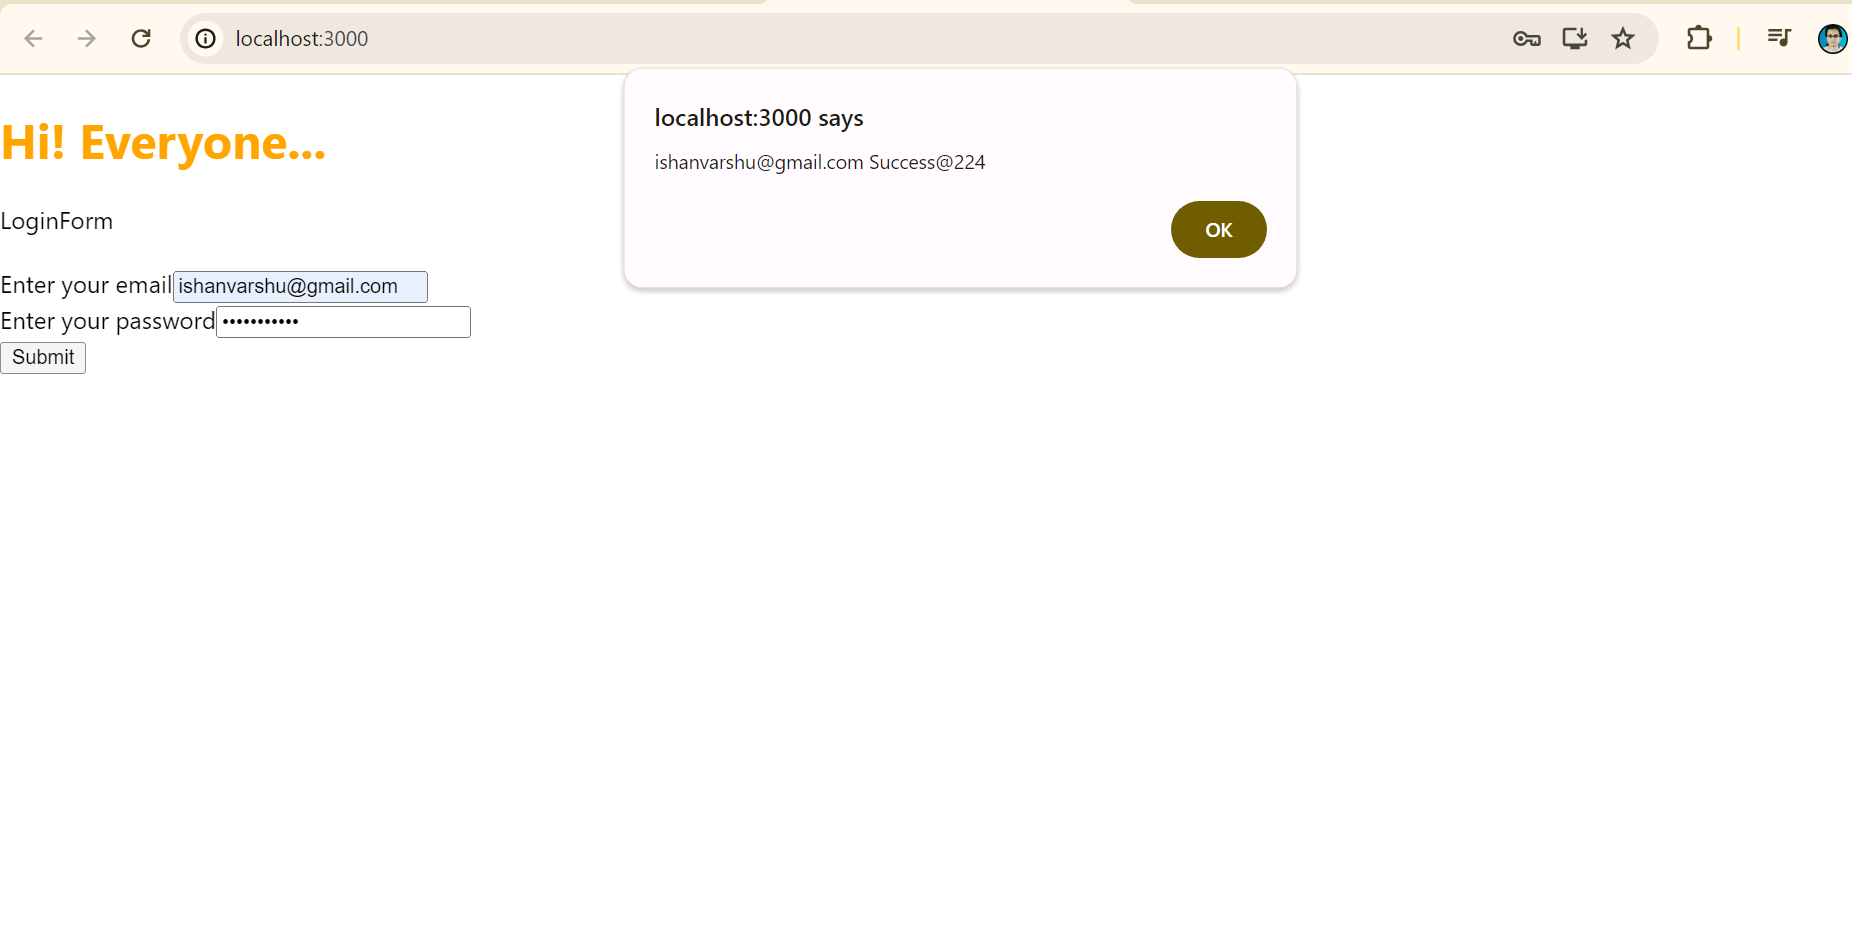 localhost:3000
localhost:3000 says
ishanvarshu@gmail.com Success@224
OK
Hi! Everyone...
LoginForm
Enter your email ishanvarshu@gmail.com
Enter your password •••••••••••
Submit